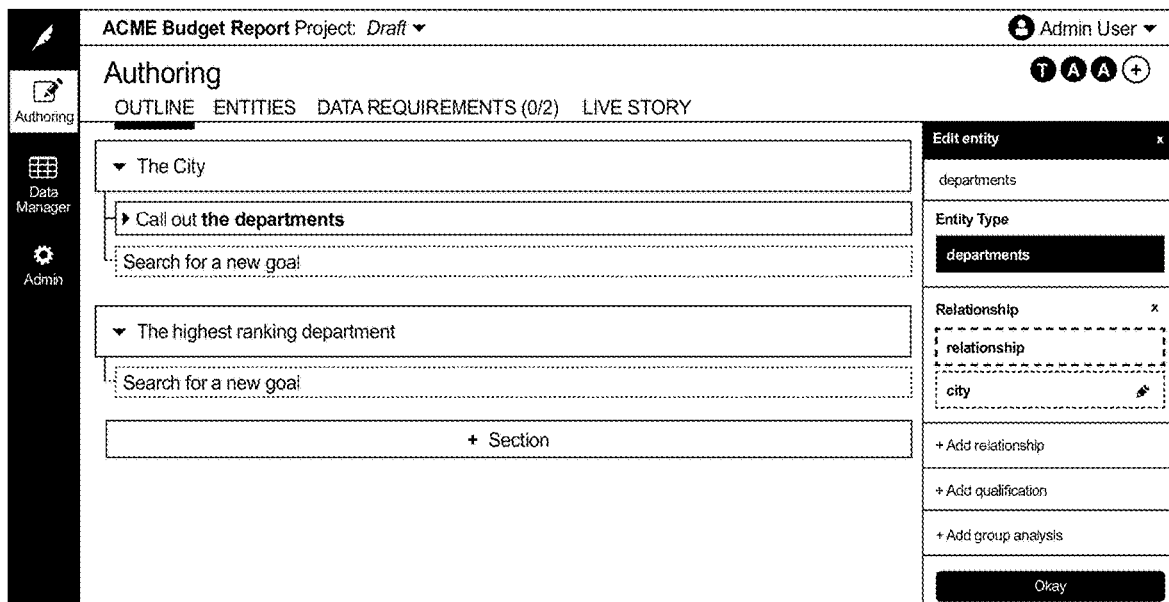 ACME Budget Report Project: Draft
Admin User
Authoring
T A A +
OUTLINE ENTITIES DATA REQUIREMENTS (0/2) LIVE STORY
Authoring
Data
Manager
Admin
The City
Call out the departments
Search for a new goal
The highest ranking department
Search for a new goal
+ Section
Edit entity x
departments
Entity Type
departments
Relationship x
relationship
city
+ Add relationship
+ Add qualification
+ Add group analysis
Okay